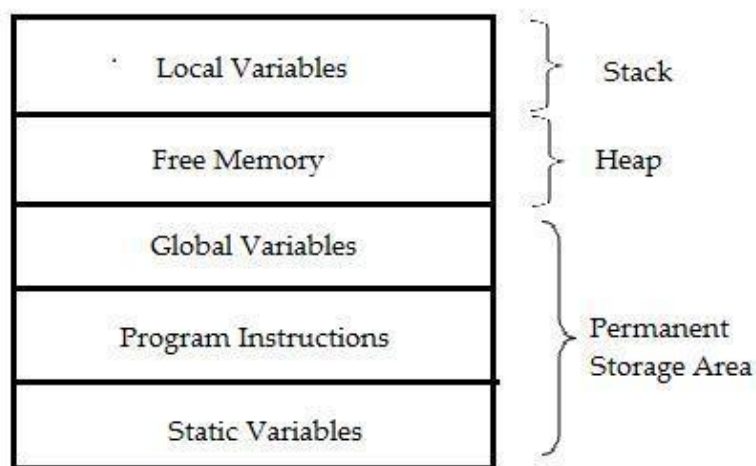 Local Variables
Stack
Free Memory
Heap
Global Variables
Program Instructions
Permanent
Storage Area
Static Variables